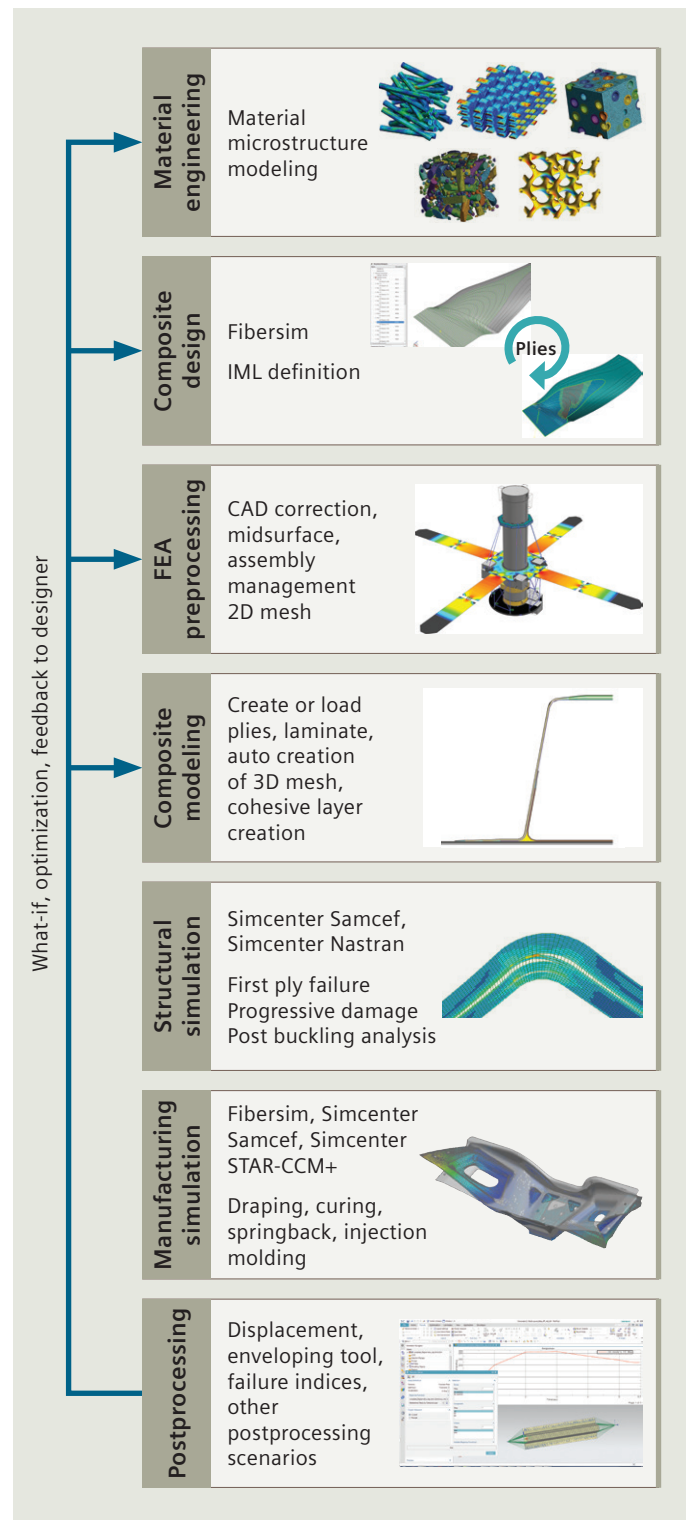 What-if, optimization, feedback to designer
Material
engineering
Material
microstructure
modeling
Composite
design
Fibersim
IML definition
Plies
FEA
preprocessing
CAD correction,
midsurface,
assembly
management
2D mesh
Composite
modeling
Create or load
plies, laminate,
auto creation
of 3D mesh,
cohesive layer
creation
Structural
simulation
Simcenter Samcef,
Simcenter Nastran
First ply failure
Progressive damage
Post buckling analysis
Manufacturing
simulation
Fibersim, Simcenter
Samcef, Simcenter
STAR-CCM+
Draping, curing,
springback, injection
molding
Postprocessing
Displacement,
enveloping tool,
failure indices,
other
postprocessing
scenarios